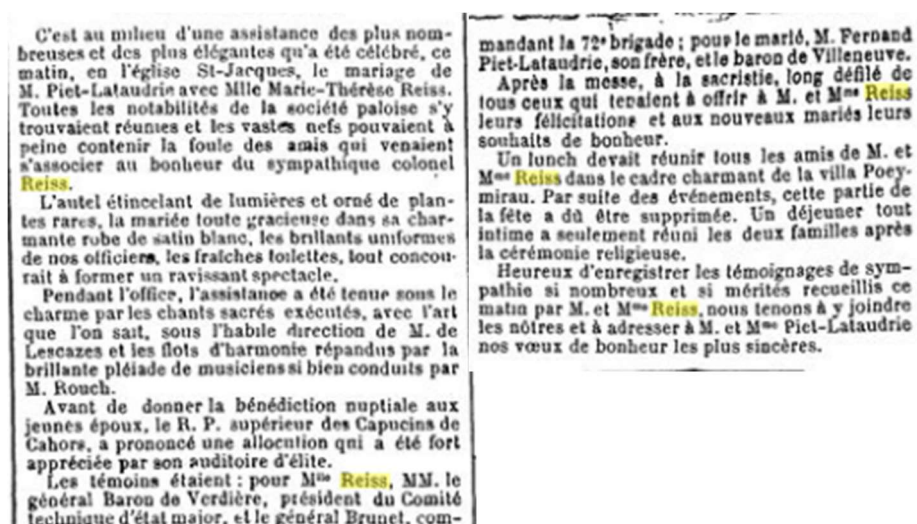 C'est au milieu d'une assistance des plus nom-
breuses et des plus élégantes qu'a été célébré, ce
matin, en l'église St-Jacques, le mariage de
M. Piet-Lataudrie avec Mlle Marie-Thérèse Reiss.
Toutes les notabilités de la société paloise s'y
trouvaient réunies et les vastes nefs pouvaient à
peine contenir la foule des amis qui venaient
s'associer au bonheur du sympathique colonel
Reiss.
L'autel étincelant de lumières et orné de plan-
tes rares, la mariée toute gracieuse dans sa char-
mante robe de satin blanc, les brillants uniformes
de nos officiers, les fraîches toilettes, tout concou-
rait à former un ravissant spectacle.
Pendant l'office, l'assistance a été tenue sous le
charme par les chants sacrés exécutés, avec l'art
que l'on sait, sous l'habile direction de M. de
Lescazes et les flots d'harmonie répandus par la
brillante pléiade de musiciens si bien conduits par
M. Rouch.
Avant de donner la bénédiction nuptiale aux
jeunes époux, le R. P. supérieur des Capucins de
Cahors, a prononcé une allocution qni a été fort
appréciée par son auditoire d'élite.
Les témoins étaient : pour Mlle Reiss, MM. le
général Baron de Verdière, président du Comité
technique d'état major, et le général Brunet, com-
mandant la 72e brigade ; pour le marié, M. Fernand
Piet-Lataudrie, son frère, et le baron de Villeneuve.
Après la messe, à la sacristie, long défilé de
tous ceux qui tenaient à offrir à M. et Mme Reiss
leurs félicitations et aux nouveaux mariés leurs
souhaits de bonheur.
Un lunch devait réunir tous les amis de M. et
Mme Reiss dans le cadre charmant de la villa Poey-
mirau. Par suite des événements, cette partie de
la fête a dû être supprimée. Un déjeuner tout
intime a seulement réuni les deux familles après
la cérémonie religieuse.
Heureux d'enregistrer les témoignages de sym-
pathie si nombreux et si mérités recueillis ce
matin par M. et Mme Reiss, nous tenons à y joindre
les nôtres et à adresser à M. et Mme Piet-Lataudrie
nos vœux de bonheur les plus sincères.